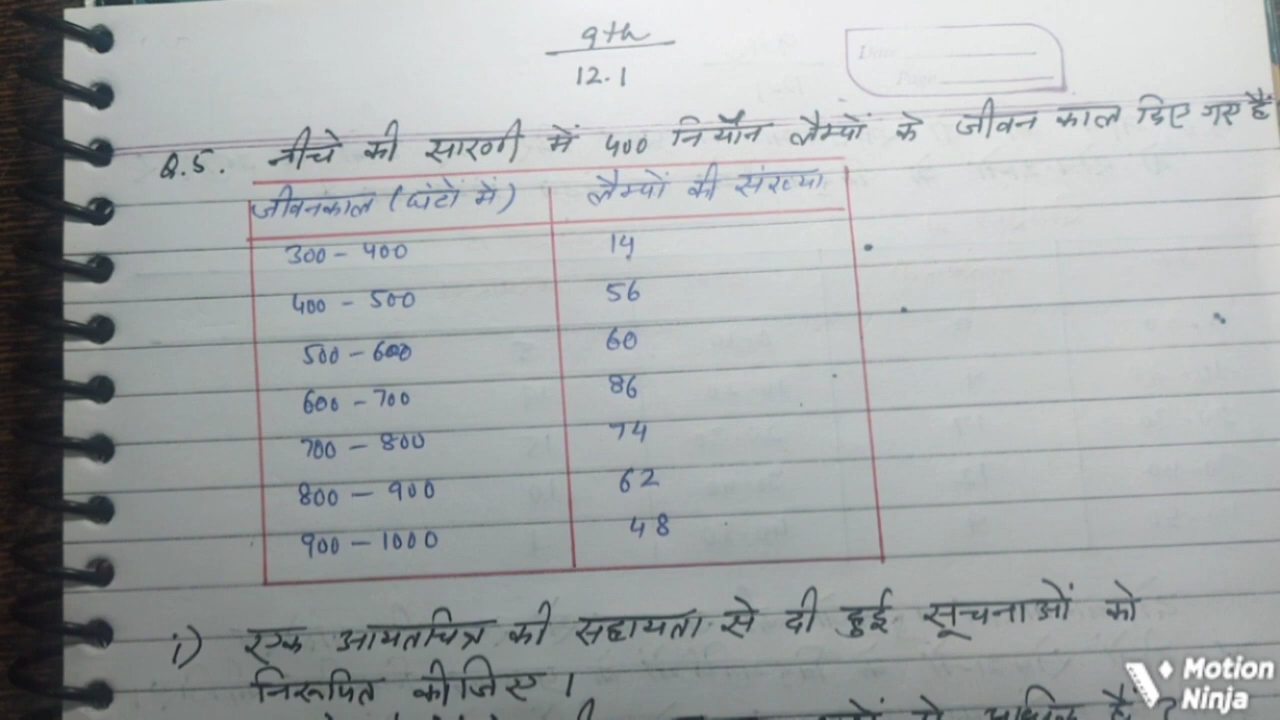 9th
12.1
Date
Page
Q.5. नीचे की सारणी में 400 नियॉन लैम्पों के जीवन काल दिए गए हैं
जीवनकाल (घंटों में) लैम्पों की संख्या
300 - 400 14
400 - 500 56
500 - 600 60
600 - 700 86
700 - 800 74
800 - 900 62
900 - 1000 48
i) एक आयतचित्र की सहायता से दी हुई सूचनाओं को
निरूपित कीजिए ।
से अधिक है ?
Motion
Ninja